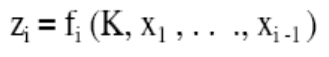 zᵢ = fᵢ (K, x₁ , . . ., xᵢ₋₁)